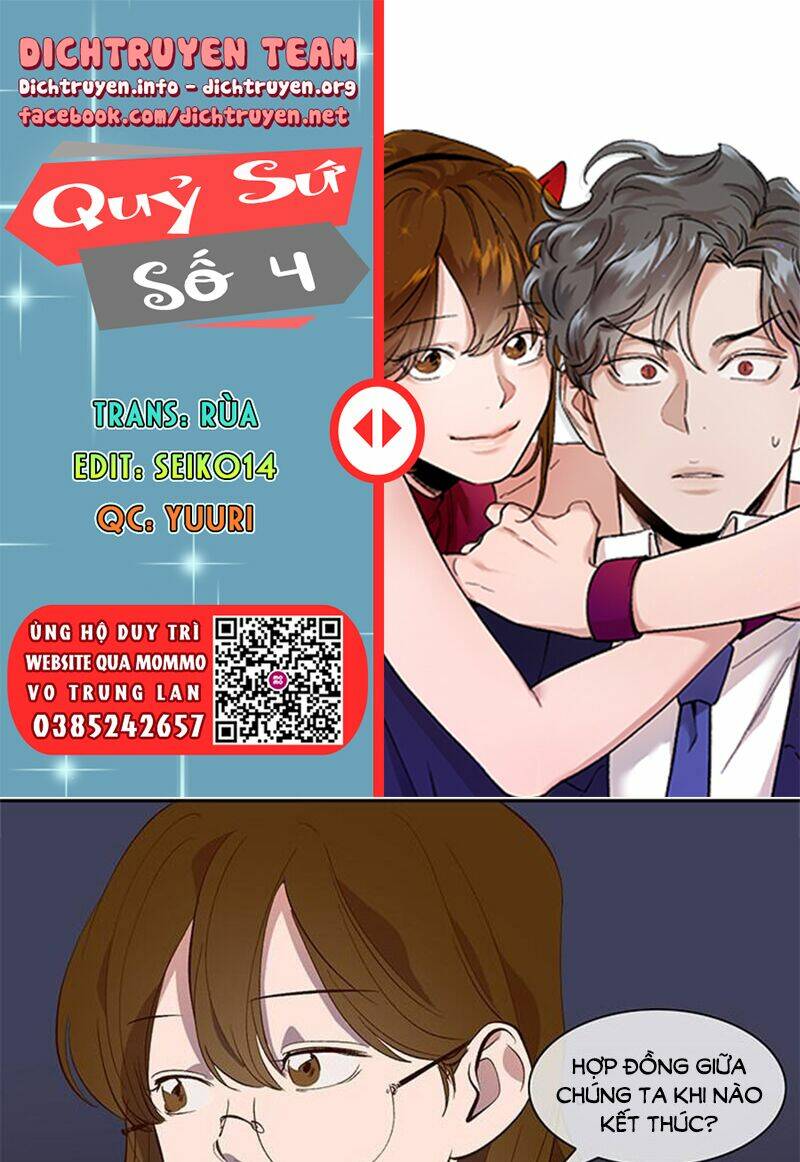 DICHTRUYEN TEAM
Dichtruyen.info - dichtruyen.org
facebook.com/dichtruyen.net
Quỷ Sứ
Số 4
TRANS: RÙA
EDIT: SEIKO14
QC: YUURI
ỦNG HỘ DUY TRÌ
WEBSITE QUA MOMMO
VO TRUNG LAN
0385242657
HỢP ĐỒNG GIỮA
CHÚNG TA KHI NÀO
KẾT THÚC?